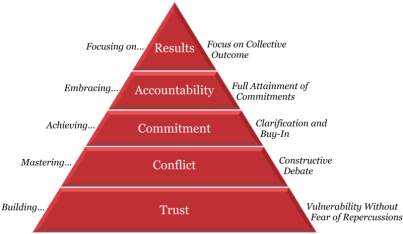 Focusing on...
Results
Focus on Collective
Outcome
Embracing...
Accountability
Full Attainment of
Commitments
Achieving...
Commitment
Clarification and
Buy-In
Mastering...
Conflict
Constructive
Debate
Building...
Trust
Vulnerability Without
Fear of Repercussions